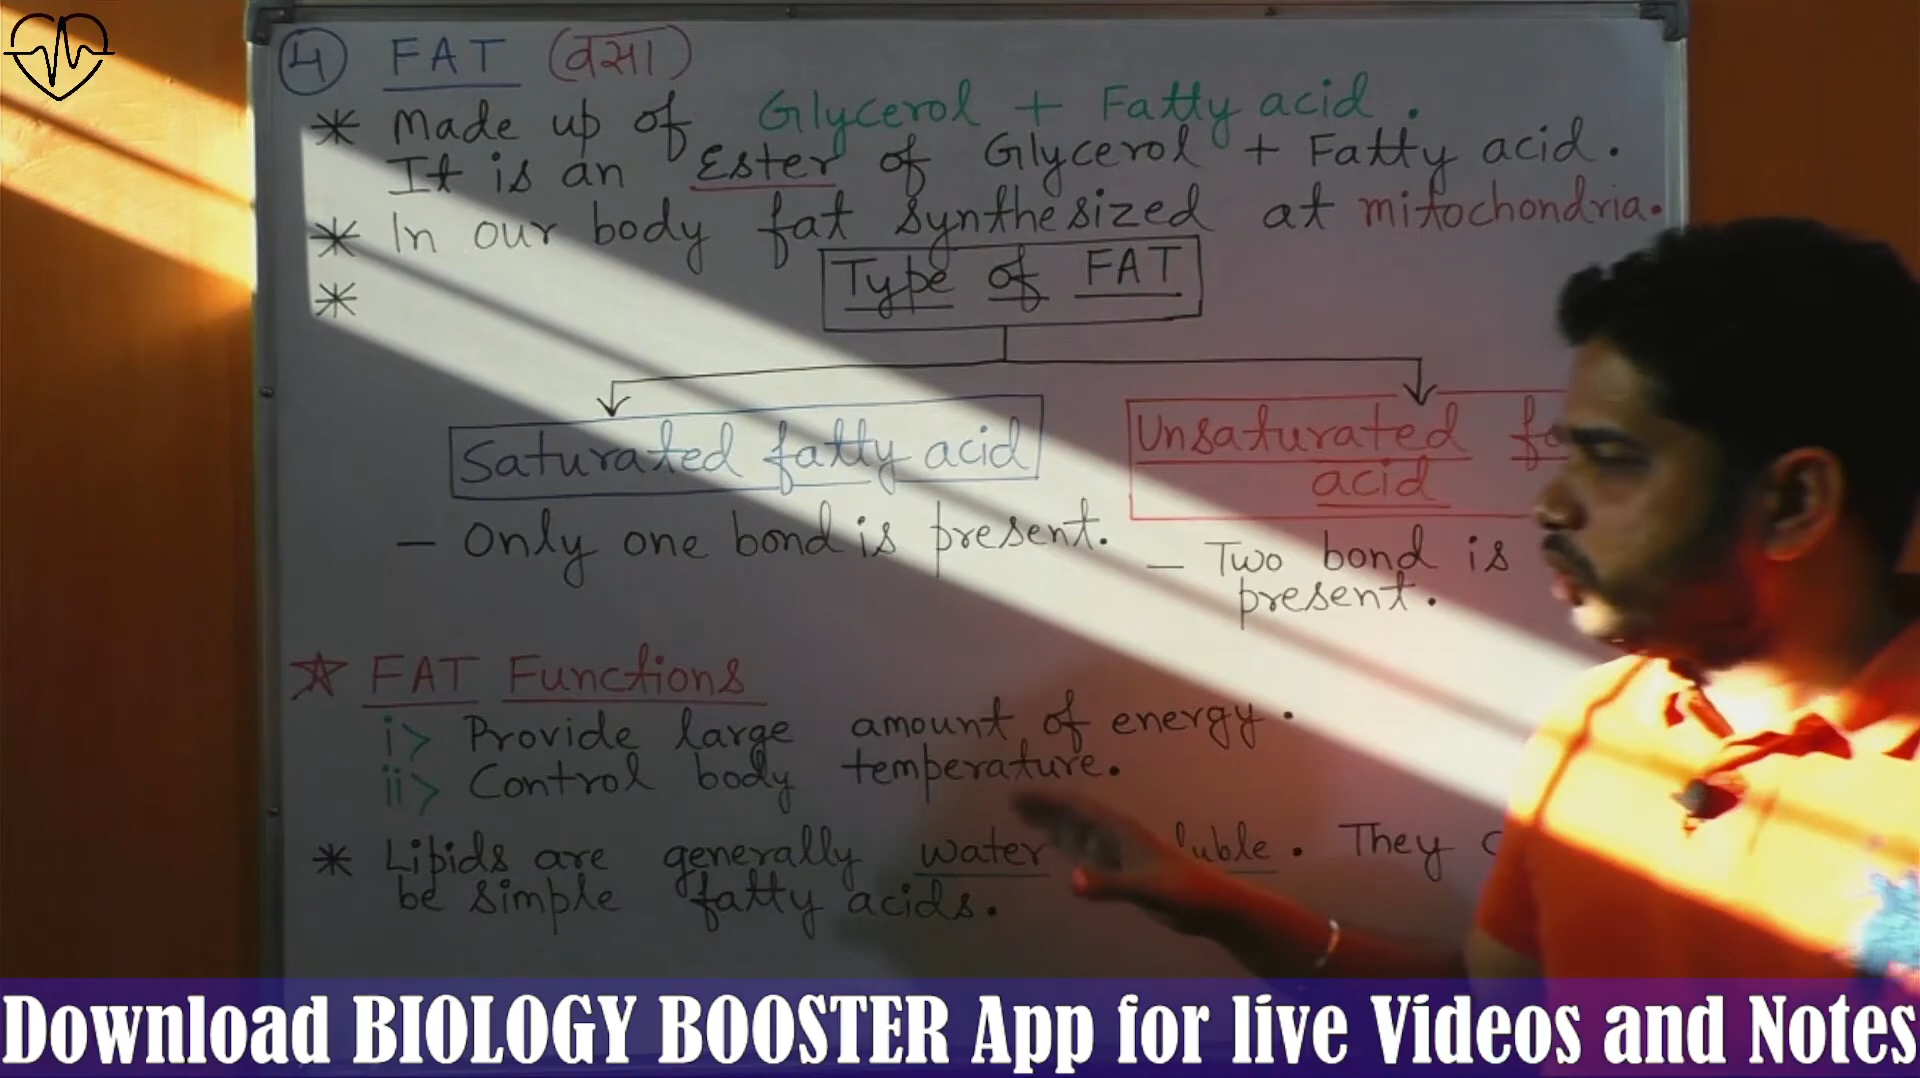 4 FAT (वसा)
* Made up of Glycerol + Fatty acid.
It is an Ester of Glycerol + Fatty acid.
* In our body fat synthesized at mitochondria.
*
Type of FAT
Saturated fatty acid
Unsaturated
acid
– Only one bond is present.
– Two bond is
present.
☆ FAT Functions
i> Provide large amount of energy.
ii> Control body temperature.
* Lipids are generally water luble. They
be simple fatty acids.
Download BIOLOGY BOOSTER App for live Videos and Notes